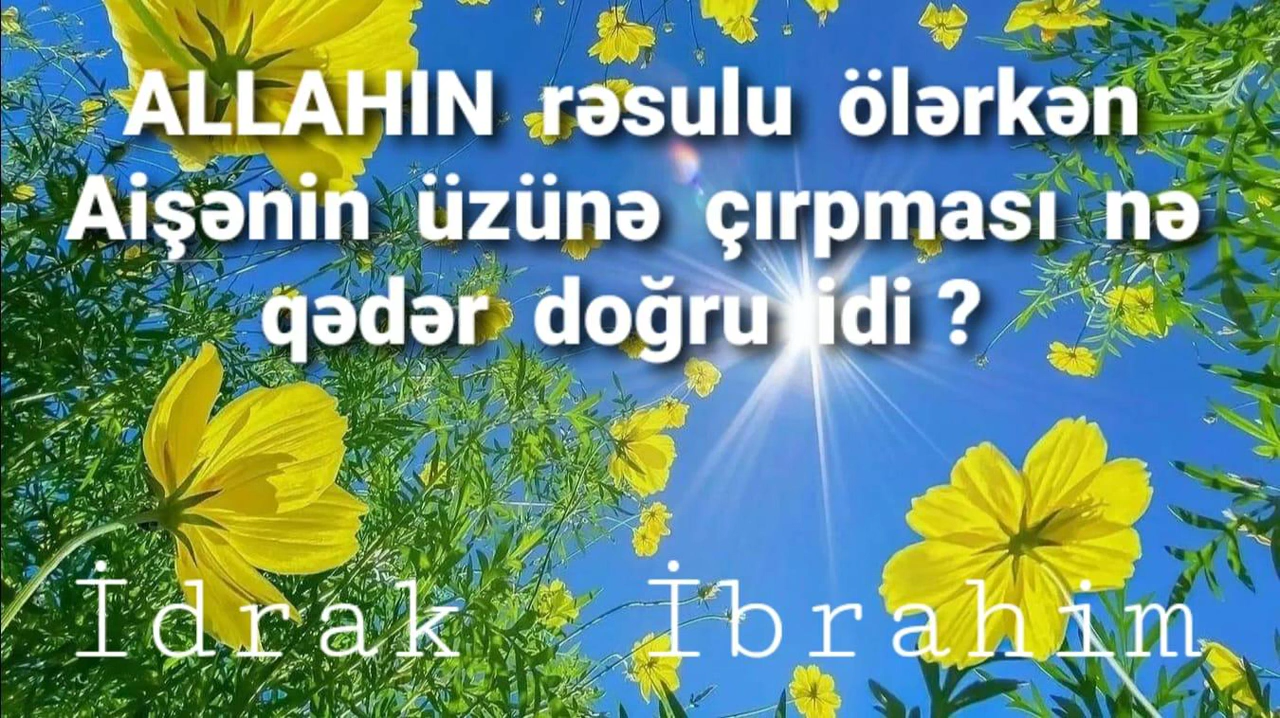 ALLAHIN rəsulu ölərkən
Aişənin üzünə çırpması nə
qədər doğru idi ?
İdrak İbrahim